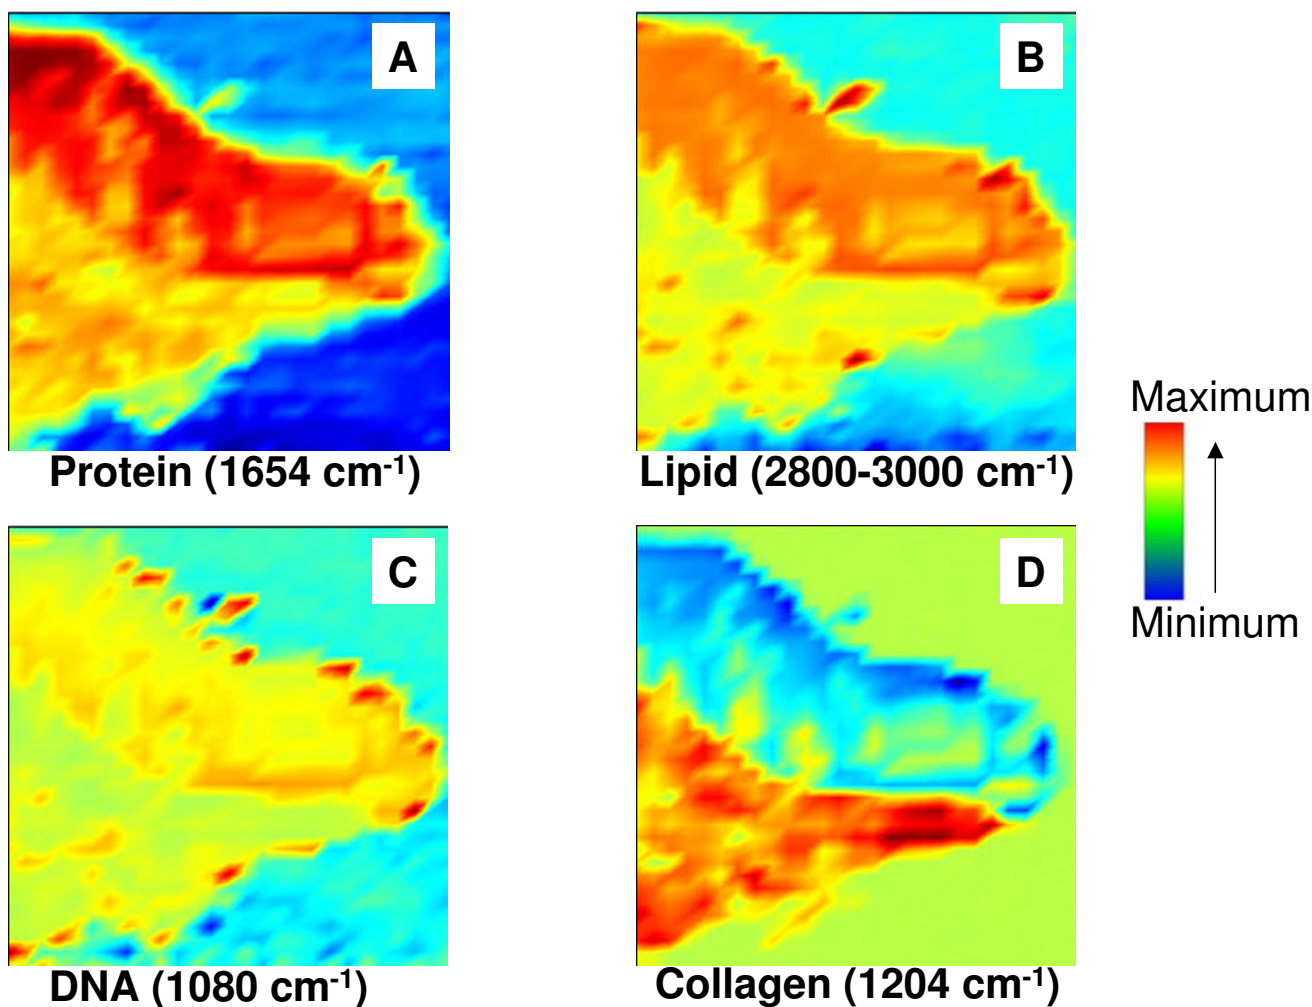 A
B
Protein (1654 cm-1)
Lipid (2800-3000 cm-1)
Maximum
Minimum
C
D
DNA (1080 cm-1)
Collagen (1204 cm-1)